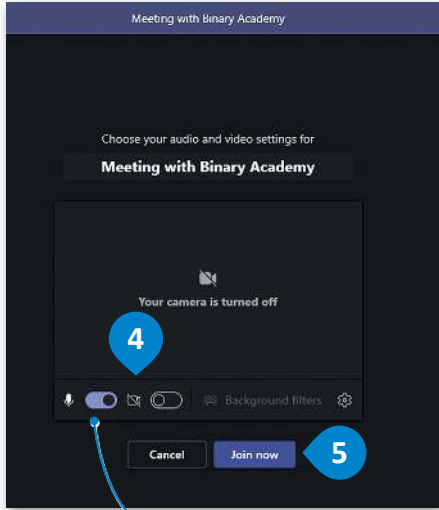 Meeting with Binary Academy
Choose your audio and video settings for
Meeting with Binary Academy
Your camera is turned off
4
Background filters
Cancel
Join now
5